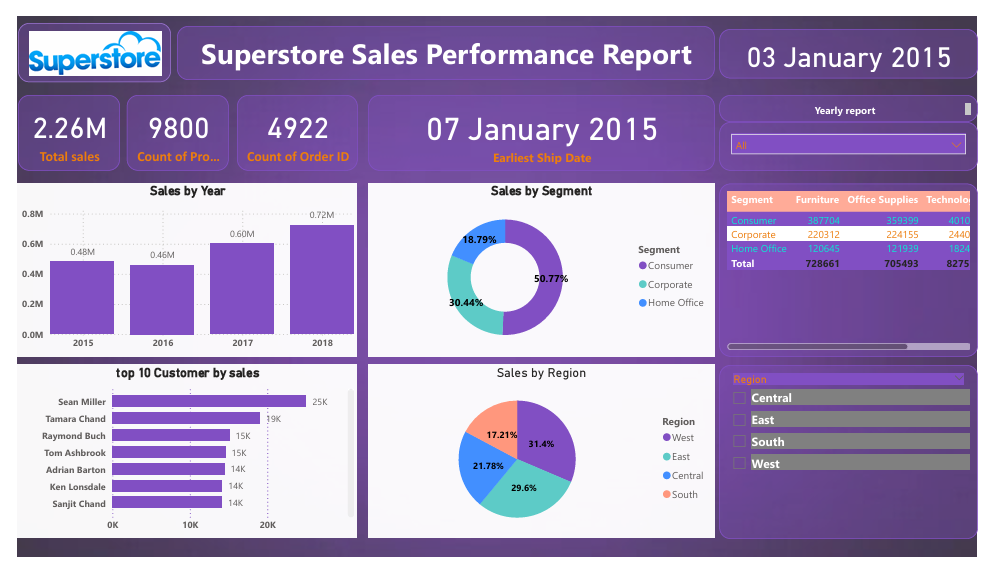 Superstore
Superstore Sales Performance Report
03 January 2015
2.26M
Total sales
9800
Count of Pro...
4922
Count of Order ID
07 January 2015
Earliest Ship Date
Yearly report
All
Sales by Year
0.8M
0.6M
0.4M
0.2M
0.0M
0.48M
0.46M
0.60M
0.72M
2015 2016 2017 2018
Sales by Segment
18.79%
50.77%
30.44%
Segment
Consumer
Corporate
Home Office
Segment Furniture Office Supplies Technolo
Consumer 387704 359399 4010
Corporate 220312 224155 2440
Home Office 120645 121939 1824
Total 728661 705493 8275
top 10 Customer by sales
Sean Miller 25K
Tamara Chand 19K
Raymond Buch 15K
Tom Ashbrook 15K
Adrian Barton 14K
Ken Lonsdale 14K
Sanjit Chand 14K
0K 10K 20K
Sales by Region
17.21%
31.4%
21.78%
29.6%
Region
West
East
Central
South
Region
Central
East
South
West